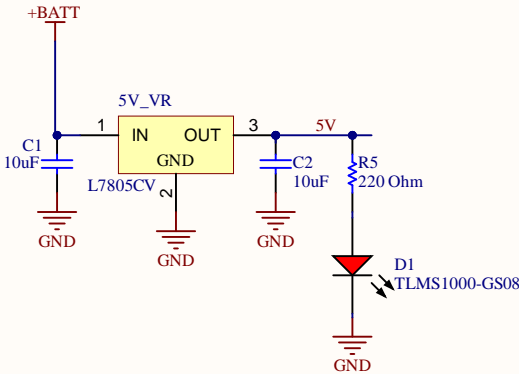 +BATT
5V_VR
1
IN
OUT
3
5V
GND
C1
10uF
L7805CV
2
C2
10uF
R5
220 Ohm
GND
GND
GND
D1
TLMS1000-GS08
GND